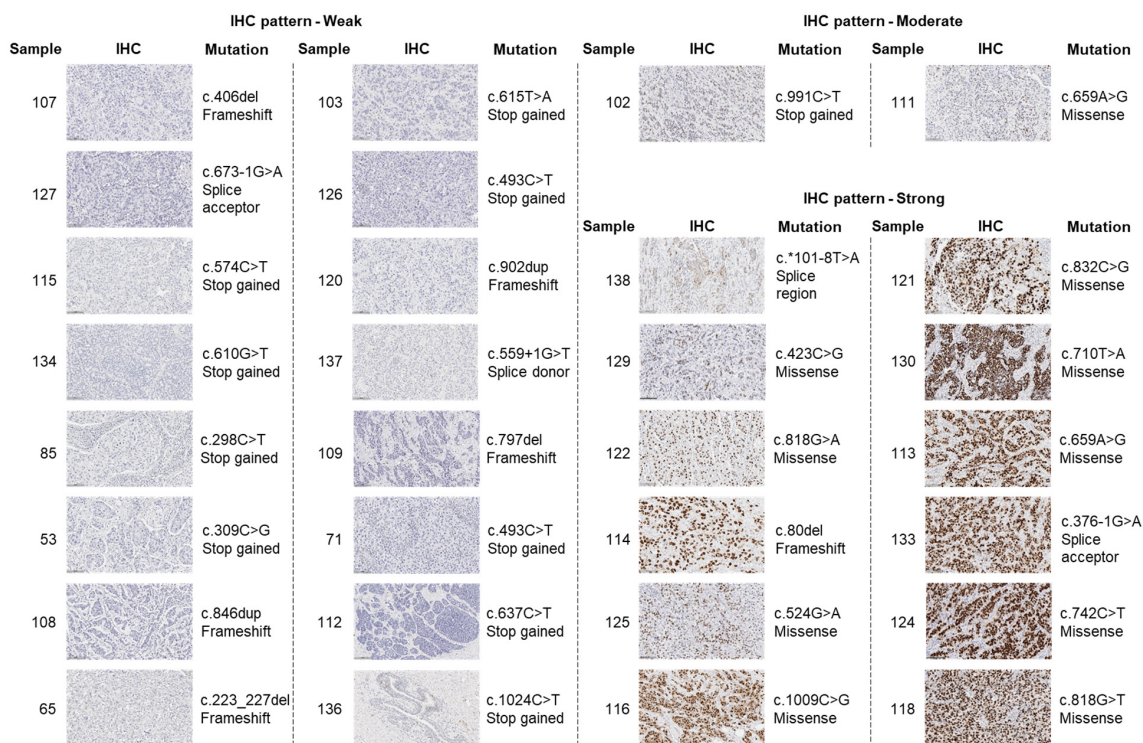 IHC pattern - Weak
Sample IHC Mutation Sample IHC Mutation
107 c.406del Frameshift 103 c.615T>A Stop gained
127 c.673-1G>A Splice acceptor 126 c.493C>T Stop gained
115 c.574C>T Stop gained 120 c.902dup Frameshift
134 c.610G>T Stop gained 137 c.559+1G>T Splice donor
85 c.298C>T Stop gained 109 c.797del Frameshift
53 c.309C>G Stop gained 71 c.493C>T Stop gained
108 c.846dup Frameshift 112 c.637C>T Stop gained
65 c.223_227del Frameshift 136 c.1024C>T Stop gained
IHC pattern - Moderate
Sample IHC Mutation Sample IHC Mutation
102 c.991C>T Stop gained 111 c.659A>G Missense
IHC pattern - Strong
Sample IHC Mutation Sample IHC Mutation
138 c.*101-8T>A Splice region 121 c.832C>G Missense
129 c.423C>G Missense 130 c.710T>A Missense
122 c.818G>A Missense 113 c.659A>G Missense
114 c.80del Frameshift 133 c.376-1G>A Splice acceptor
125 c.524G>A Missense 124 c.742C>T Missense
116 c.1009C>G Missense 118 c.818G>T Missense